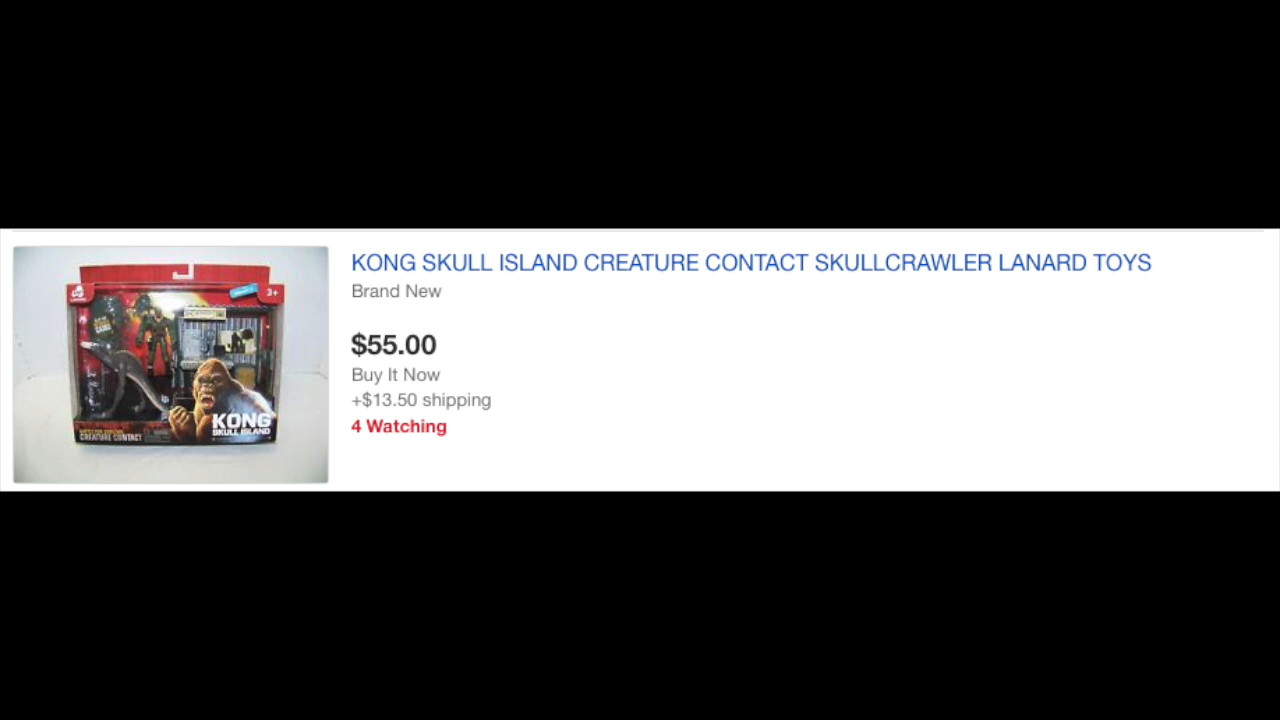 KONG SKULL ISLAND CREATURE CONTACT SKULLCRAWLER LANARD TOYS
Brand New
$55.00
Buy It Now
+$13.50 shipping
4 Watching
3+
KONG
SKULL ISLAND
CREATURE CONTACT